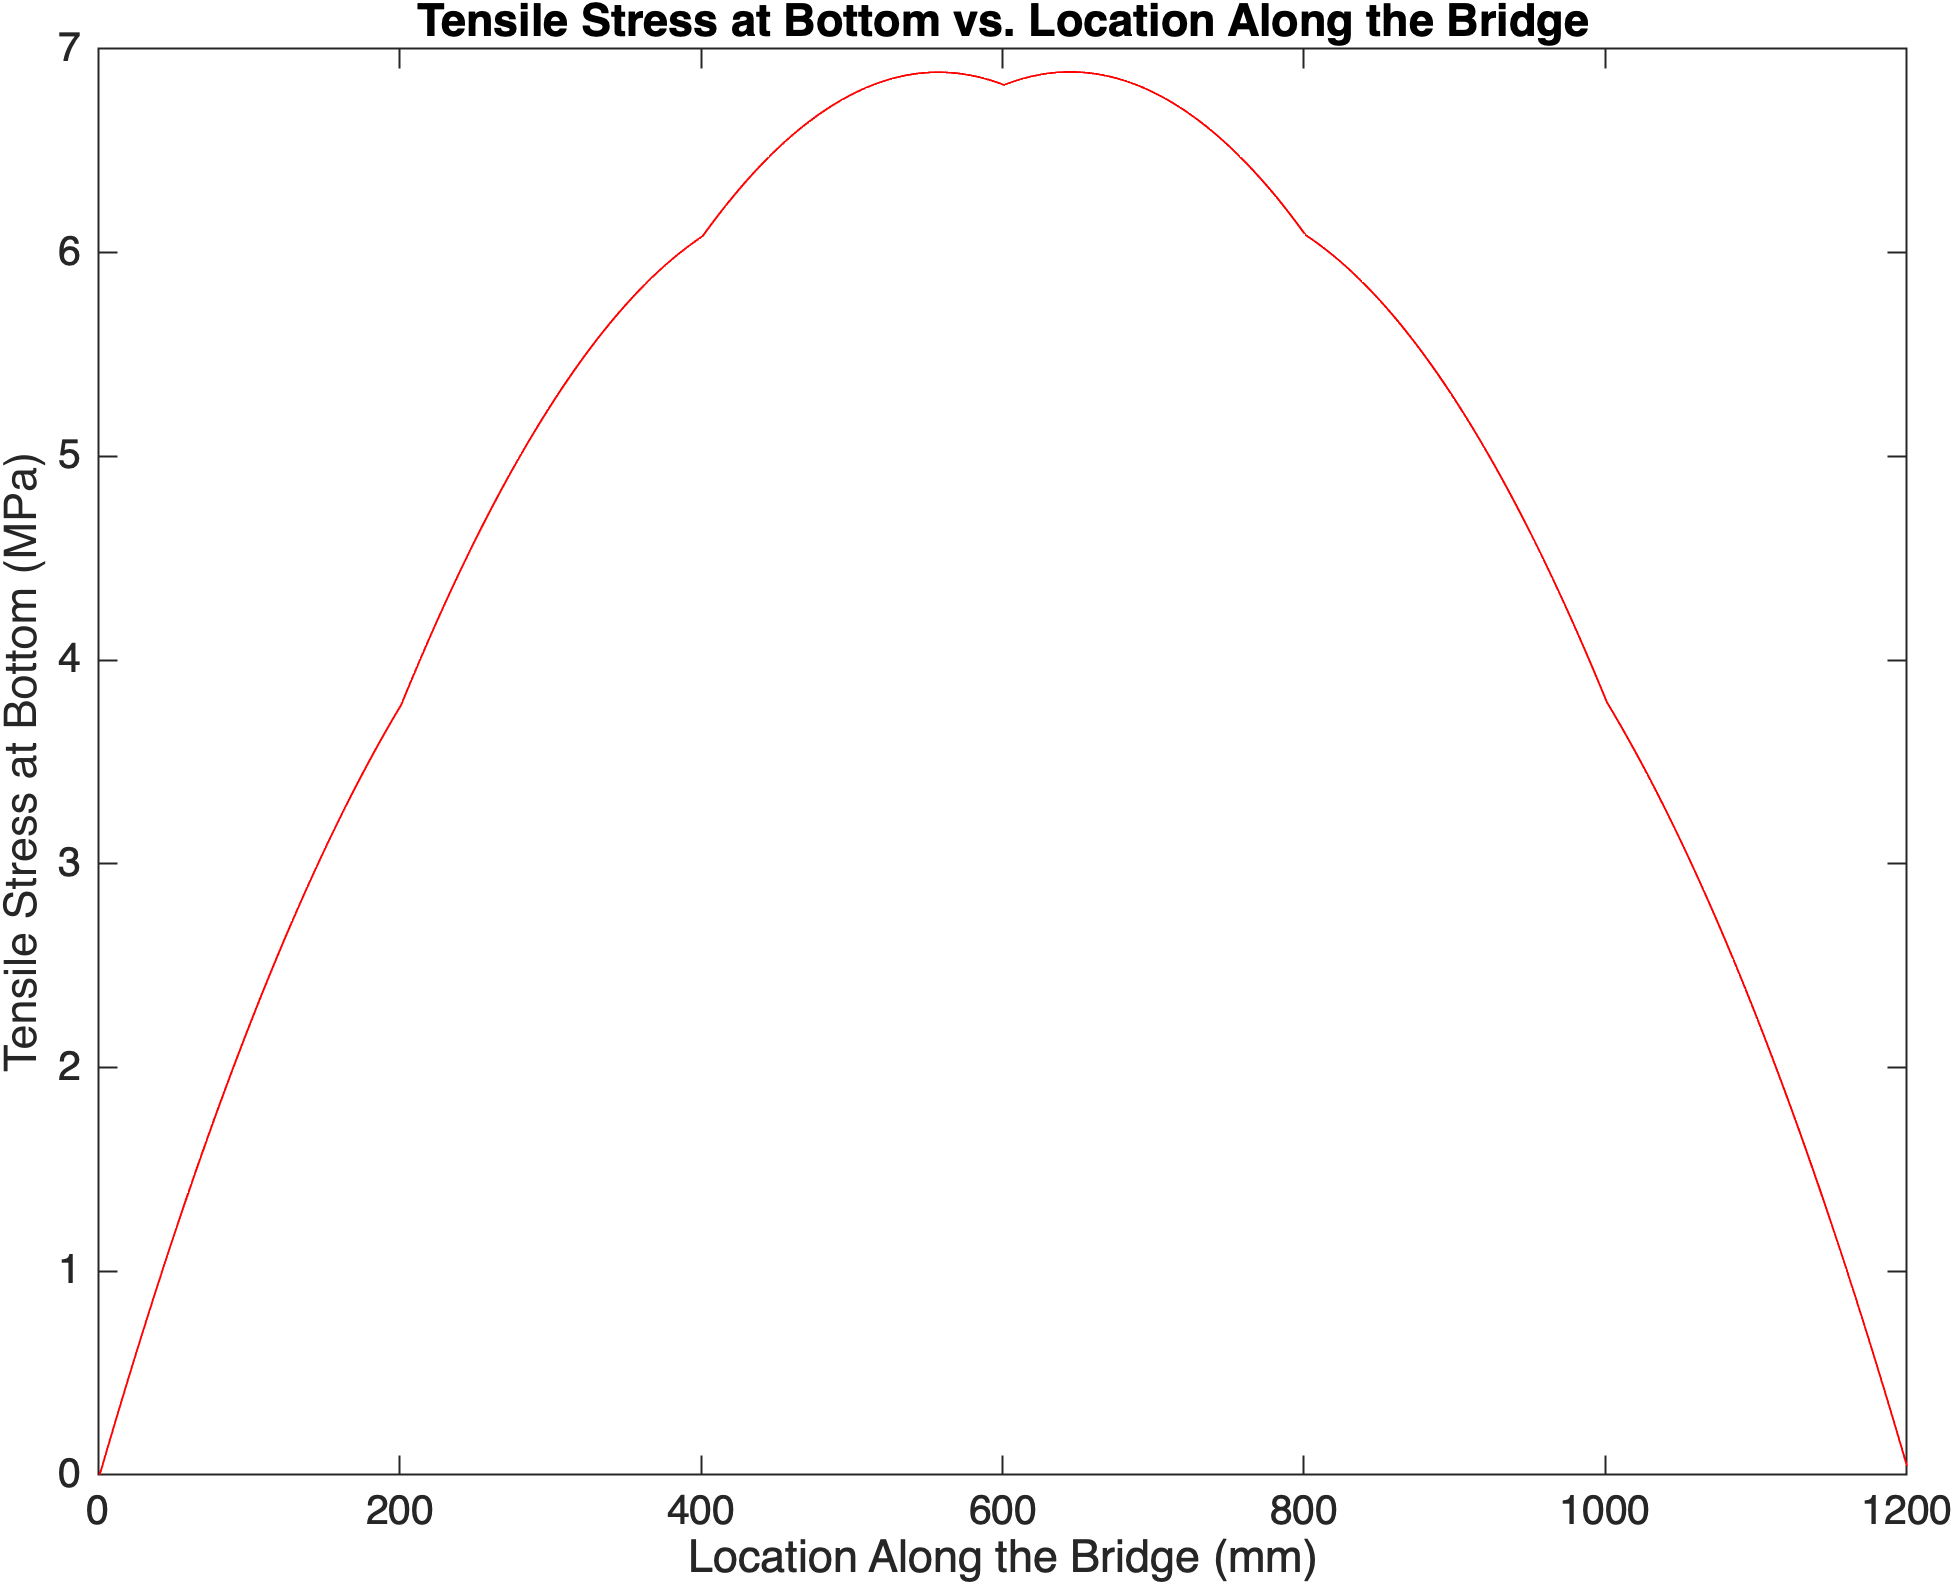 Tensile Stress at Bottom vs. Location Along the Bridge
Tensile Stress at Bottom (MPa)
7
6
5
4
3
2
1
0
0 200 400 600 800 1000 1200
Location Along the Bridge (mm)